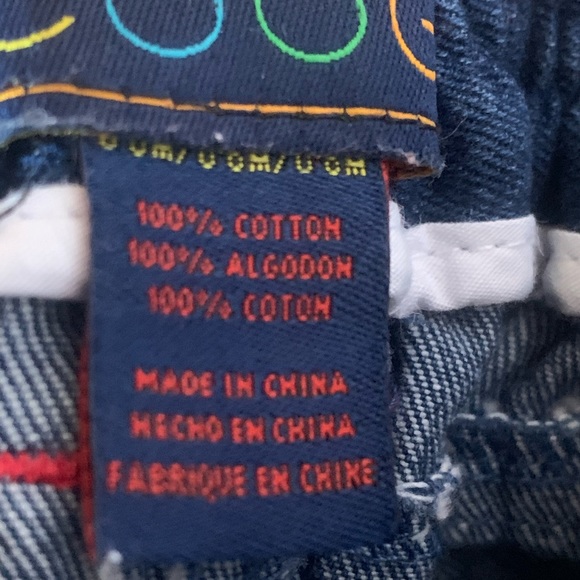 100% COTTON
100% ALGODON
100% COTON
MADE IN CHINA
HECHO EN CHINA
FABRIQUE EN CHINE